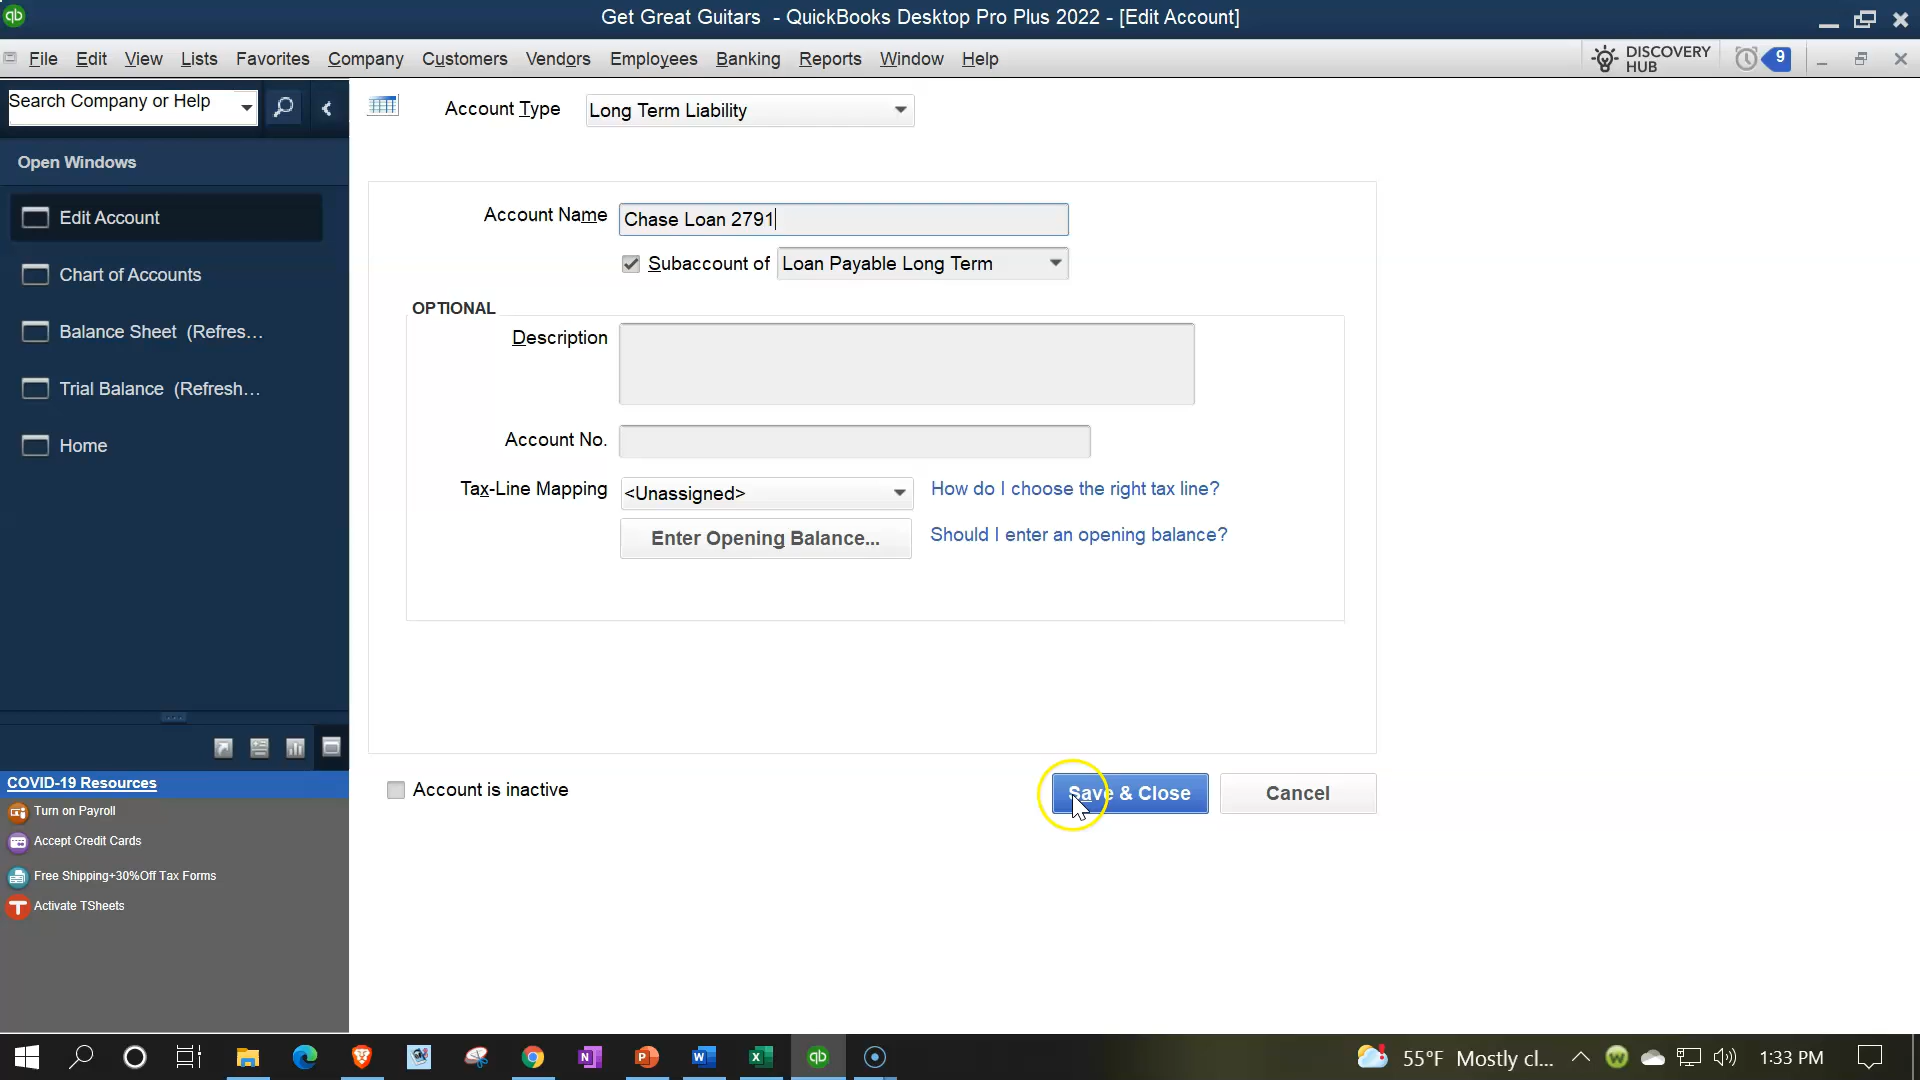 qb
Get Great Guitars - QuickBooks Desktop Pro Plus 2022 - [Edit Account]
File Edit View Lists Favorites Company Customers Vendors Employees Banking Reports Window Help
DISCOVERY HUB
9
Search Company or Help
Account Type
Long Term Liability
Open Windows
Edit Account
Chart of Accounts
Balance Sheet (Refres...
Trial Balance (Refresh...
Home
Account Name
Chase Loan 2791
Subaccount of
Loan Payable Long Term
OPTIONAL
Description
Account No.
Tax-Line Mapping
<Unassigned>
How do I choose the right tax line?
Enter Opening Balance...
Should I enter an opening balance?
Account is inactive
Save & Close
Cancel
COVID-19 Resources
Turn on Payroll
Accept Credit Cards
Free Shipping+30%Off Tax Forms
Activate TSheets
55°F Mostly cl...
1:33 PM